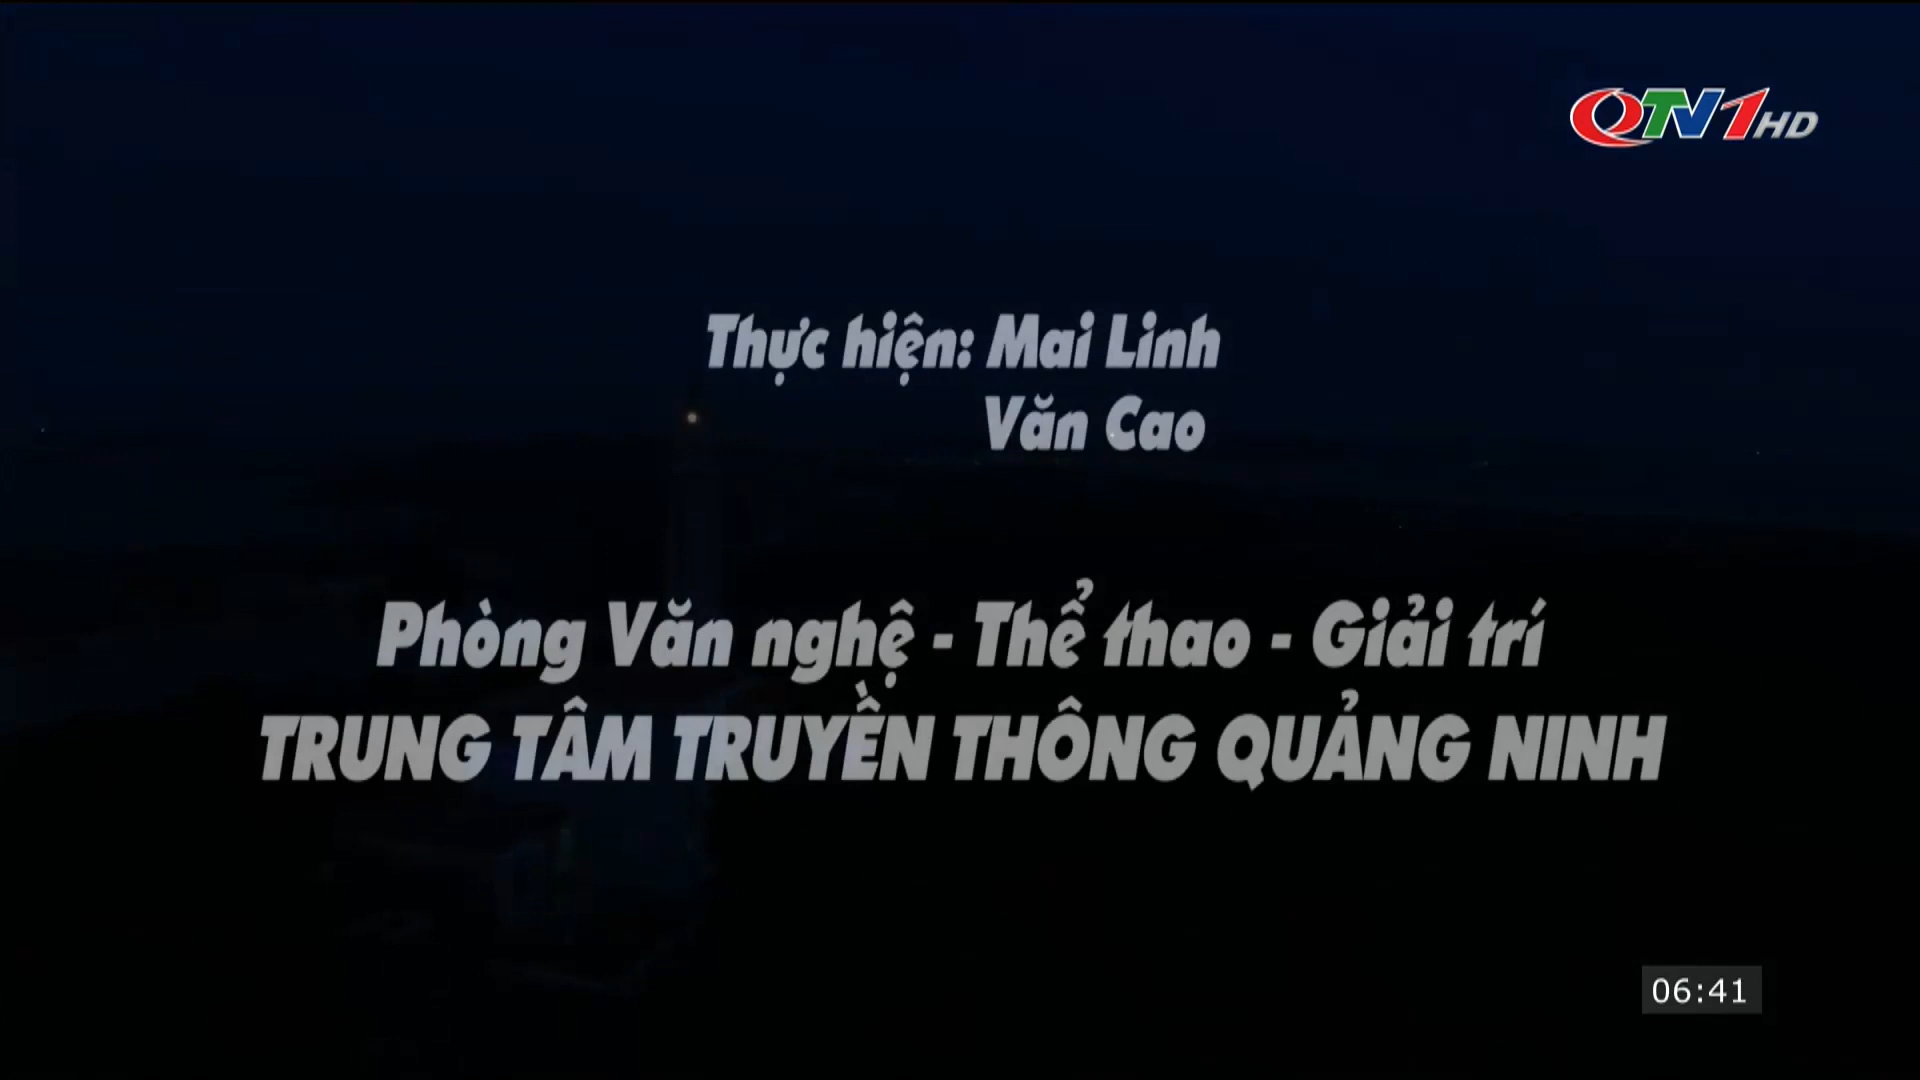 QTV1HD
Thực hiện: Mai Linh
Văn Cao
Phòng Văn nghệ - Thể thao - Giải trí
TRUNG TÂM TRUYỀN THÔNG QUẢNG NINH
06:41